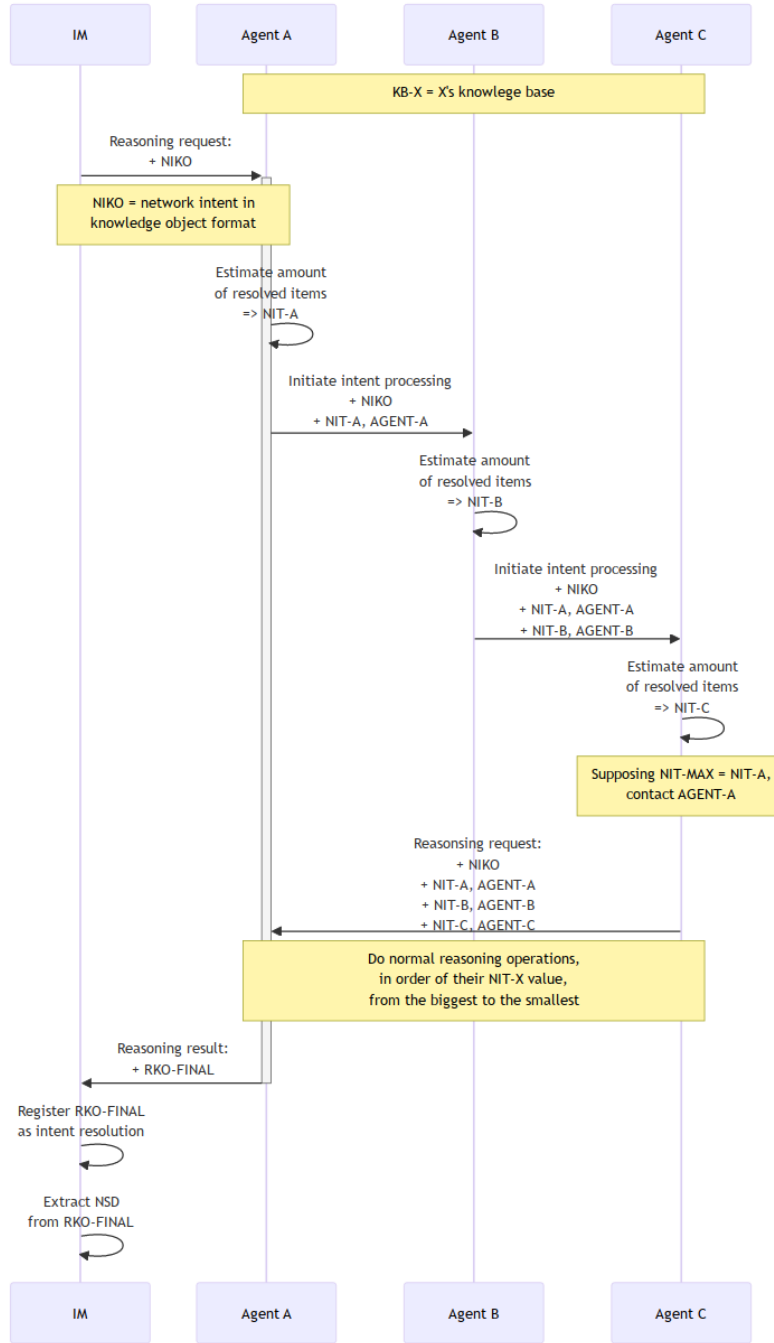 IM
Agent A
Agent B
Agent C
KB-X = X's knowlege base
Reasoning request:
+ NIKO
NIKO = network intent in
knowledge object format
Estimate amount
of resolved items
=> NIT-A
Initiate intent processing
+ NIKO
+ NIT-A, AGENT-A
Estimate amount
of resolved items
=> NIT-B
Initiate intent processing
+ NIKO
+ NIT-A, AGENT-A
+ NIT-B, AGENT-B
Estimate amount
of resolved items
=> NIT-C
Supposing NIT-MAX = NIT-A,
contact AGENT-A
Reasonsing request:
+ NIKO
+ NIT-A, AGENT-A
+ NIT-B, AGENT-B
+ NIT-C, AGENT-C
Do normal reasoning operations,
in order of their NIT-X value,
from the biggest to the smallest
Reasoning result:
+ RKO-FINAL
Register RKO-FINAL
as intent resolution
Extract NSD
from RKO-FINAL
IM
Agent A
Agent B
Agent C